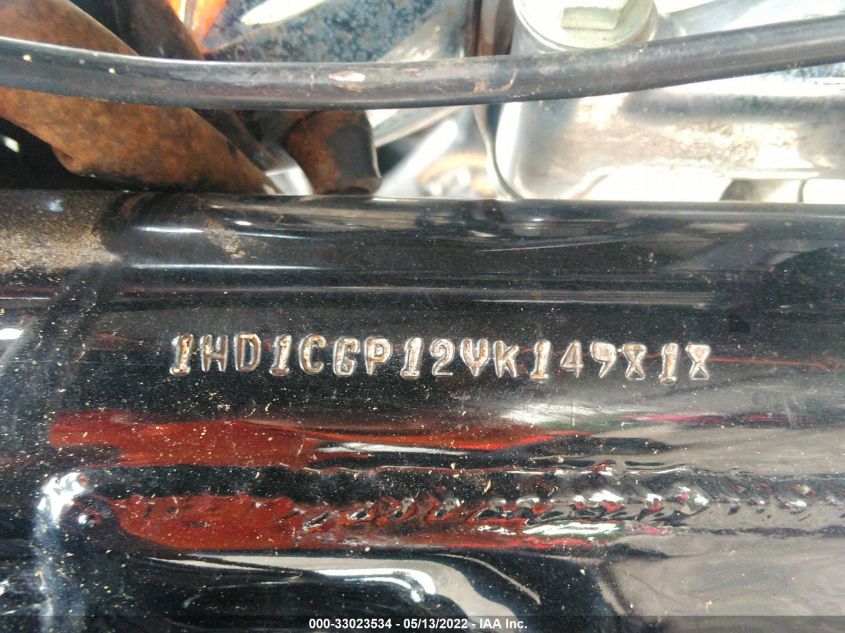 1HD1CGP12YK149818
000-33023534 - 05/13/2022 - IAA Inc.